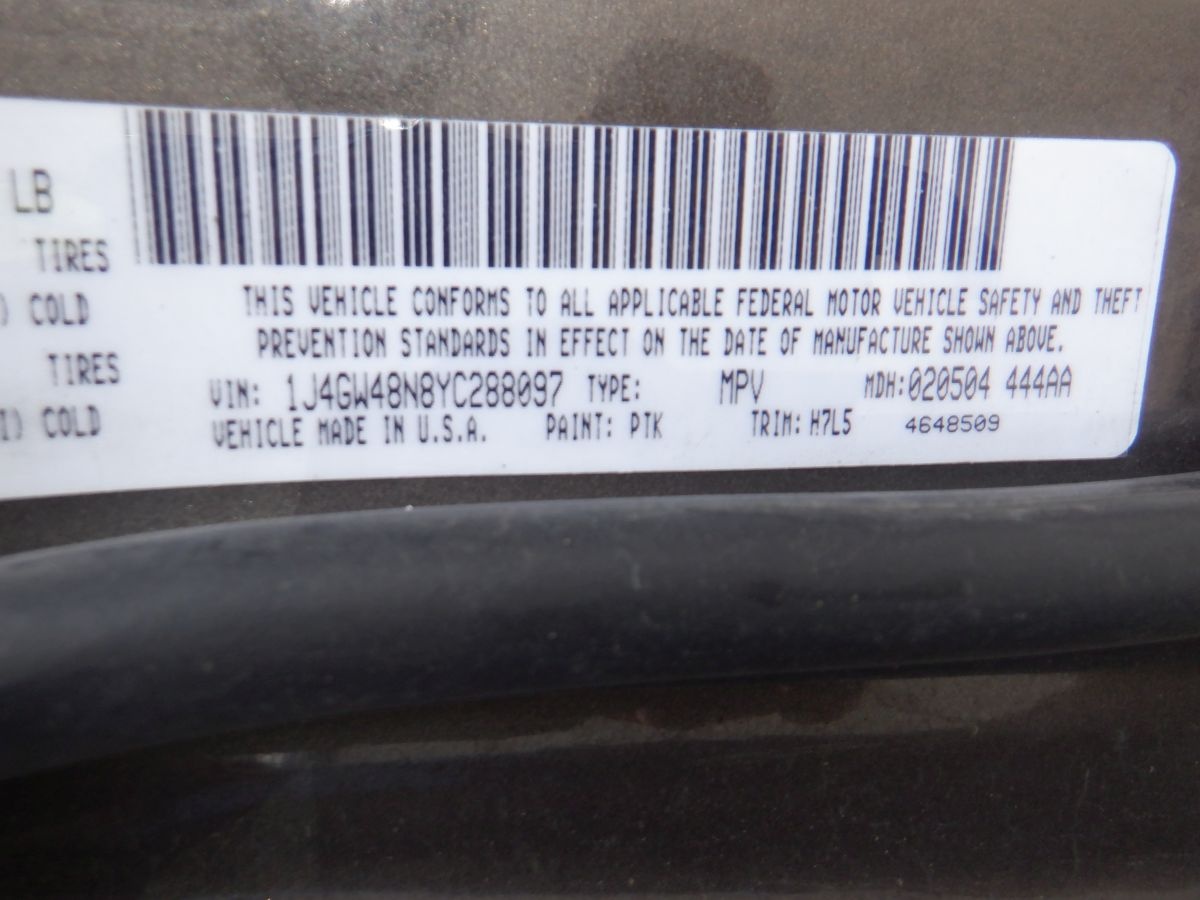 LB
TIRES
) COLD
TIRES
I) COLD
THIS VEHICLE CONFORMS TO ALL APPLICABLE FEDERAL MOTOR VEHICLE SAFETY AND THEFT
PREVENTION STANDARDS IN EFFECT ON THE DATE OF MANUFACTURE SHOWN ABOVE.
VIN: 1J4GW48N8YC288097 TYPE: MPV MDH:020504 444AA
VEHICLE MADE IN U.S.A. PAINT: PTK TRIM: H7L5 4648509